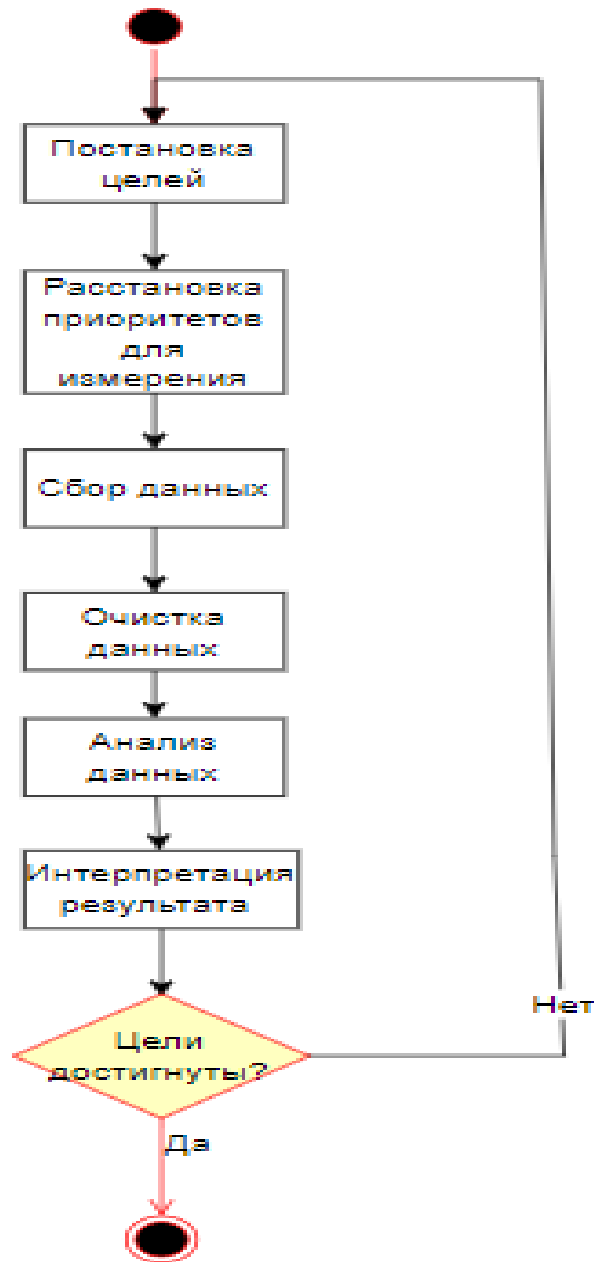 Постановка
целей
Расстановка
приоритетов
для
измерения
Сбор данных
Очистка
данных
Анализ
данных
Интерпретация
результата
Цели
достигнуты?
Нет
Да